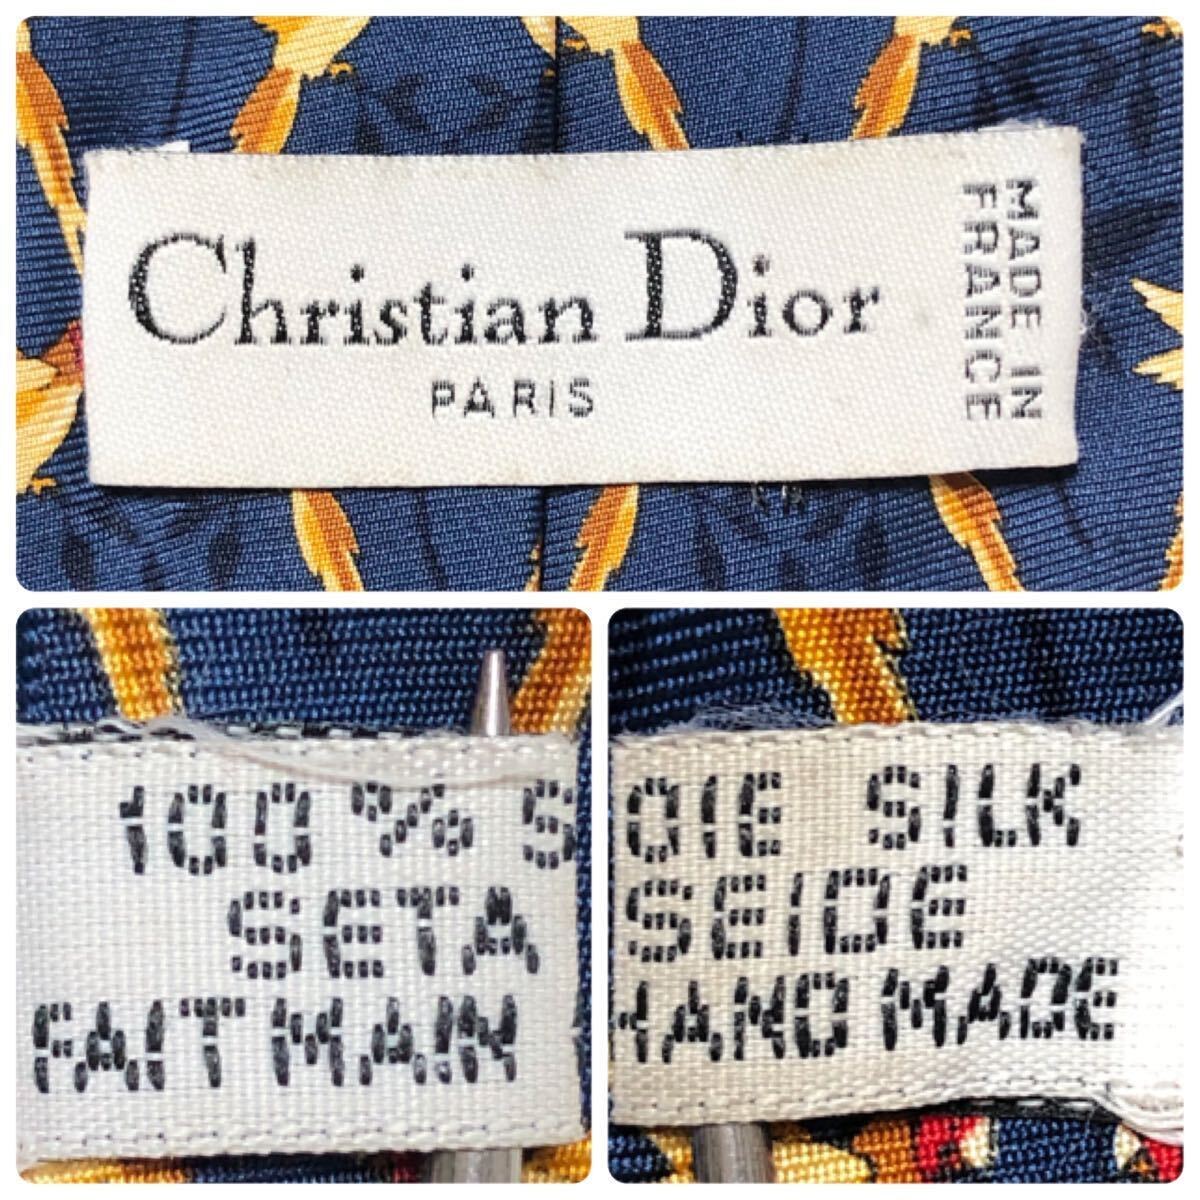 Christian Dior
PARIS
MADE IN
FRANCE
100% S
SETA
FAIT MAIN
OIE SILK
SEIDE
HAND MADE